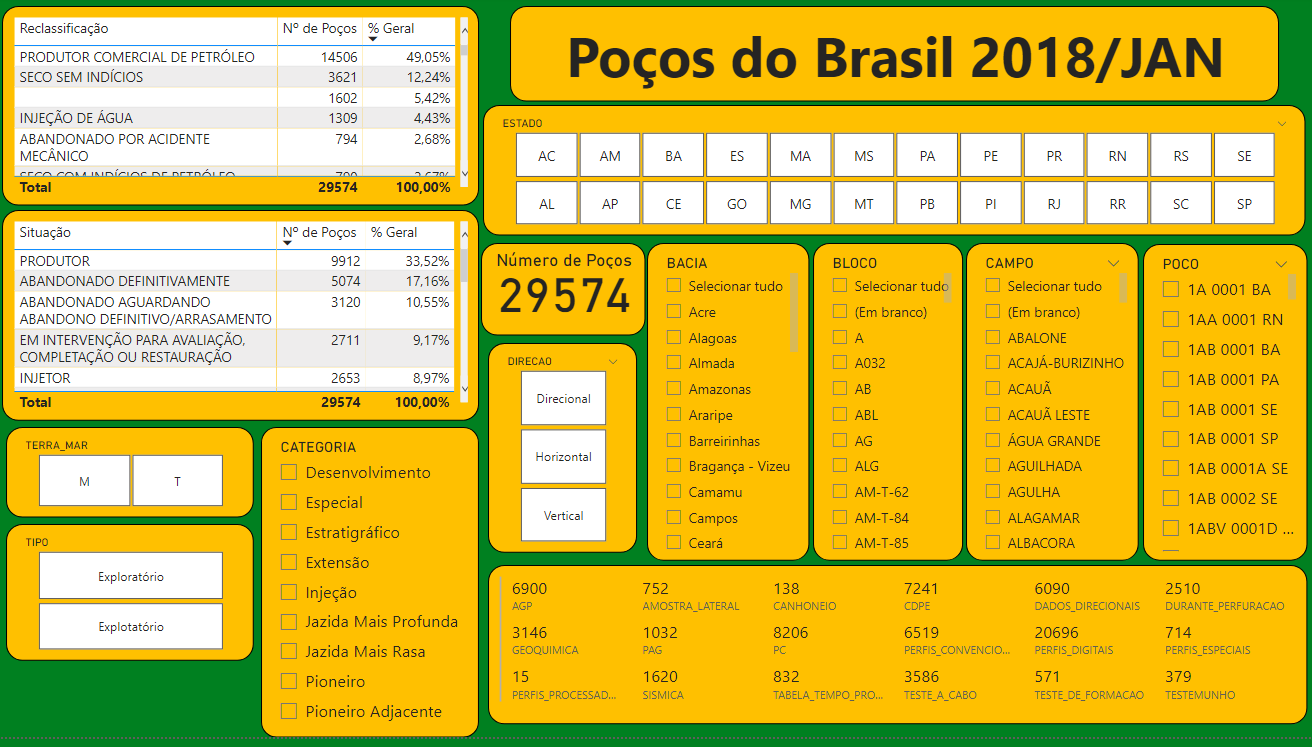 Reclassificação Nº de Poços % Geral
PRODUTOR COMERCIAL DE PETRÓLEO 14506 49,05%
SECO SEM INDÍCIOS 3621 12,24%
1602 5,42%
INJEÇÃO DE ÁGUA 1309 4,43%
ABANDONADO POR ACIDENTE 794 2,68%
MECÂNICO
SECO COM INDÍCIOS DE PETRÓLEO 790 2,67%
Total 29574 100,00%
Poços do Brasil 2018/JAN
ESTADO
AC AM BA ES MA MS PA PE PR RN RS SE
AL AP CE GO MG MT PB PI RJ RR SC SP
Situação Nº de Poços % Geral
PRODUTOR 9912 33,52%
ABANDONADO DEFINITIVAMENTE 5074 17,16%
ABANDONADO AGUARDANDO 3120 10,55%
ABANDONO DEFINITIVO/ARRASAMENTO
EM INTERVENÇÃO PARA AVALIAÇÃO, 2711 9,17%
COMPLETAÇÃO OU RESTAURAÇÃO
INJETOR 2653 8,97%
Total 29574 100,00%
Número de Poços
29574
DIRECAO
Direcional
Horizontal
Vertical
BACIA
Selecionar tudo
Acre
Alagoas
Almada
Amazonas
Araripe
Barreirinhas
Bragança - Vizeu
Camamu
Campos
Ceará
BLOCO
Selecionar tudo
(Em branco)
A
A032
AB
ABL
AG
ALG
AM-T-62
AM-T-84
AM-T-85
CAMPO
Selecionar tudo
(Em branco)
ABALONE
ACAJÁ-BURIZINHO
ACAUÃ
ACAUÃ LESTE
ÁGUA GRANDE
AGUILHADA
AGULHA
ALAGAMAR
ALBACORA
POCO
1A 0001 BA
1AA 0001 RN
1AB 0001 BA
1AB 0001 PA
1AB 0001 SE
1AB 0001 SP
1AB 0001A SE
1AB 0002 SE
1ABV 0001D ...
TERRA_MAR
M T
TIPO
Exploratório
Explotatório
CATEGORIA
Desenvolvimento
Especial
Estratigráfico
Extensão
Injeção
Jazida Mais Profunda
Jazida Mais Rasa
Pioneiro
Pioneiro Adjacente
6900 752 138 7241 6090 2510
AGP AMOSTRA_LATERAL CANHONEIO CDPE DADOS_DIRECIONAIS DURANTE_PERFURACAO
3146 1032 8206 6519 20696 714
GEOQUIMICA PAG PC PERFIS_CONVENCIO... PERFIS_DIGITAIS PERFIS_ESPECIAIS
15 1620 832 3586 571 379
PERFIS_PROCESSAD... SISMICA TABELA_TEMPO_PRO... TESTE_A_CABO TESTE_DE_FORMACAO TESTEMUNHO